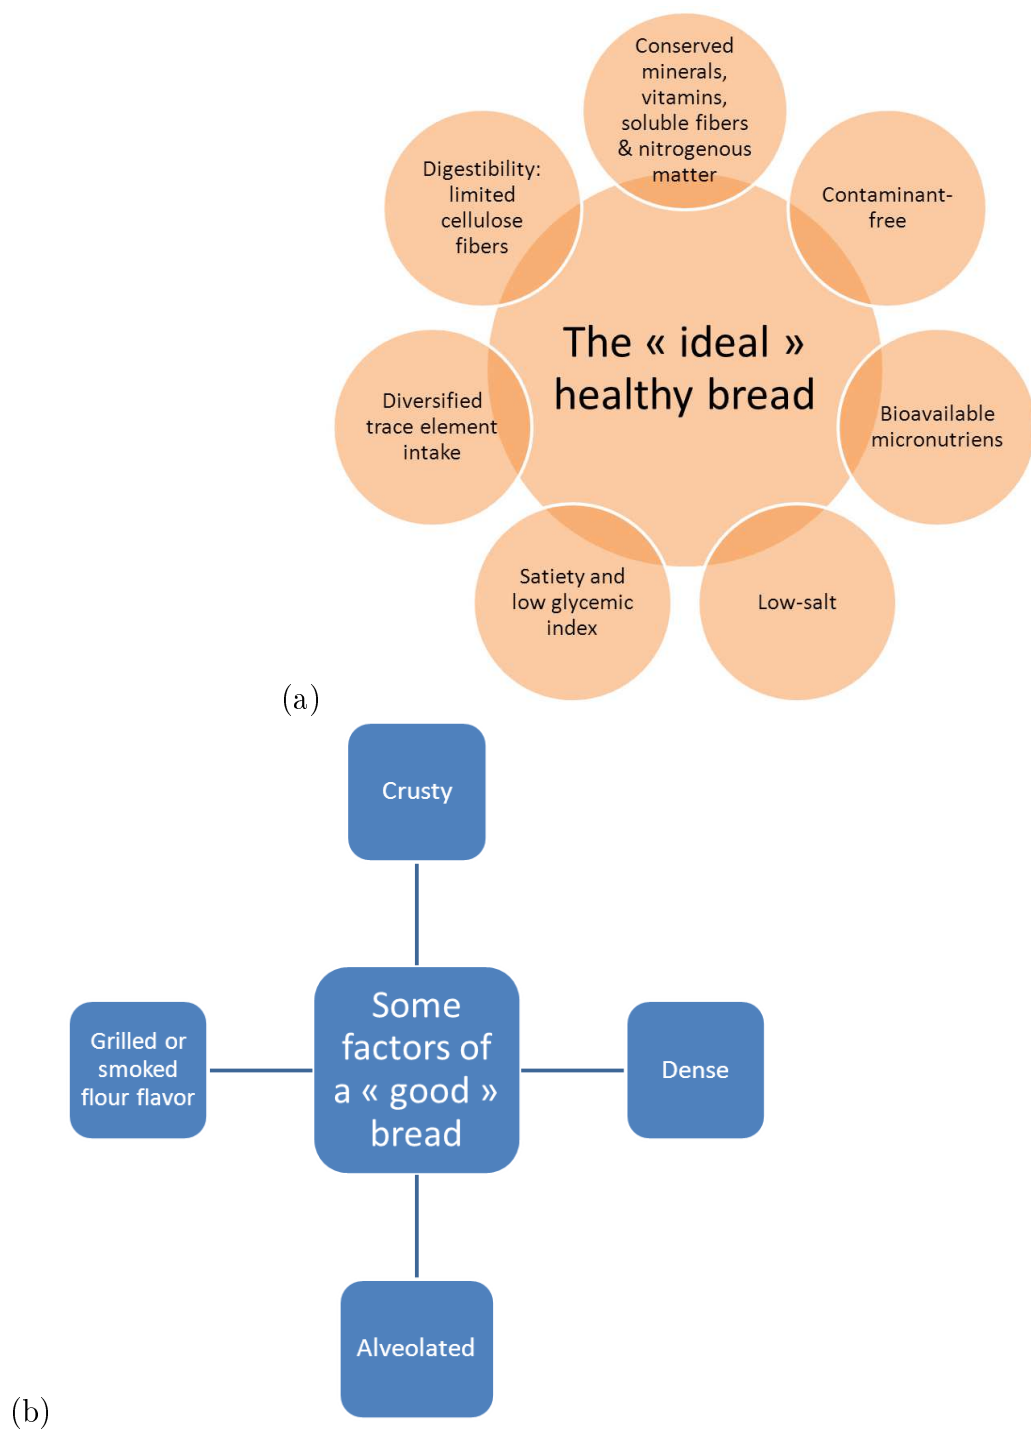 Conserved
minerals,
vitamins,
soluble fibers
& nitrogenous
matter
Digestibility:
limited
cellulose
fibers
Contaminant-
free
The « ideal »
healthy bread
Diversified
trace element
intake
Bioavailable
micronutriens
Satiety and
low glycemic
index
Low-salt
(a)
Crusty
Some
factors of
a « good »
bread
Grilled or
smoked
flour flavor
Dense
Alveolated
(b)